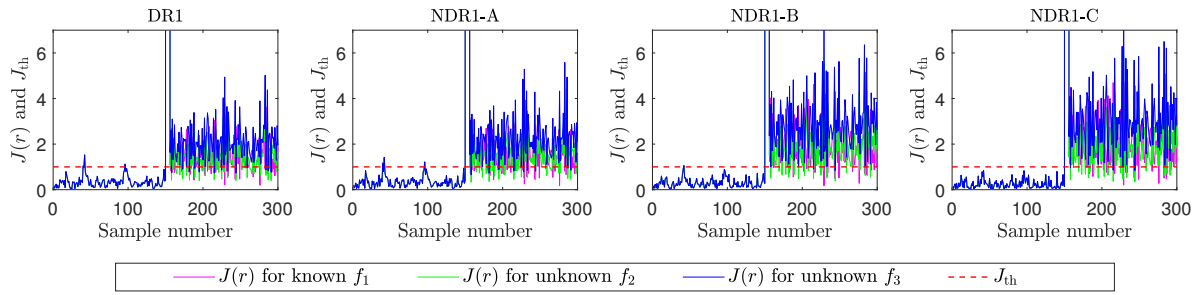 DR1
NDR1-A
NDR1-B
NDR1-C
J(r) and J_th
J(r) and J_th
J(r) and J_th
J(r) and J_th
6
4
2
0
6
4
2
0
6
4
2
0
6
4
2
0
0 100 200 300
0 100 200 300
0 100 200 300
0 100 200 300
Sample number
Sample number
Sample number
Sample number
J(r) for known f_1
J(r) for unknown f_2
J(r) for unknown f_3
J_th